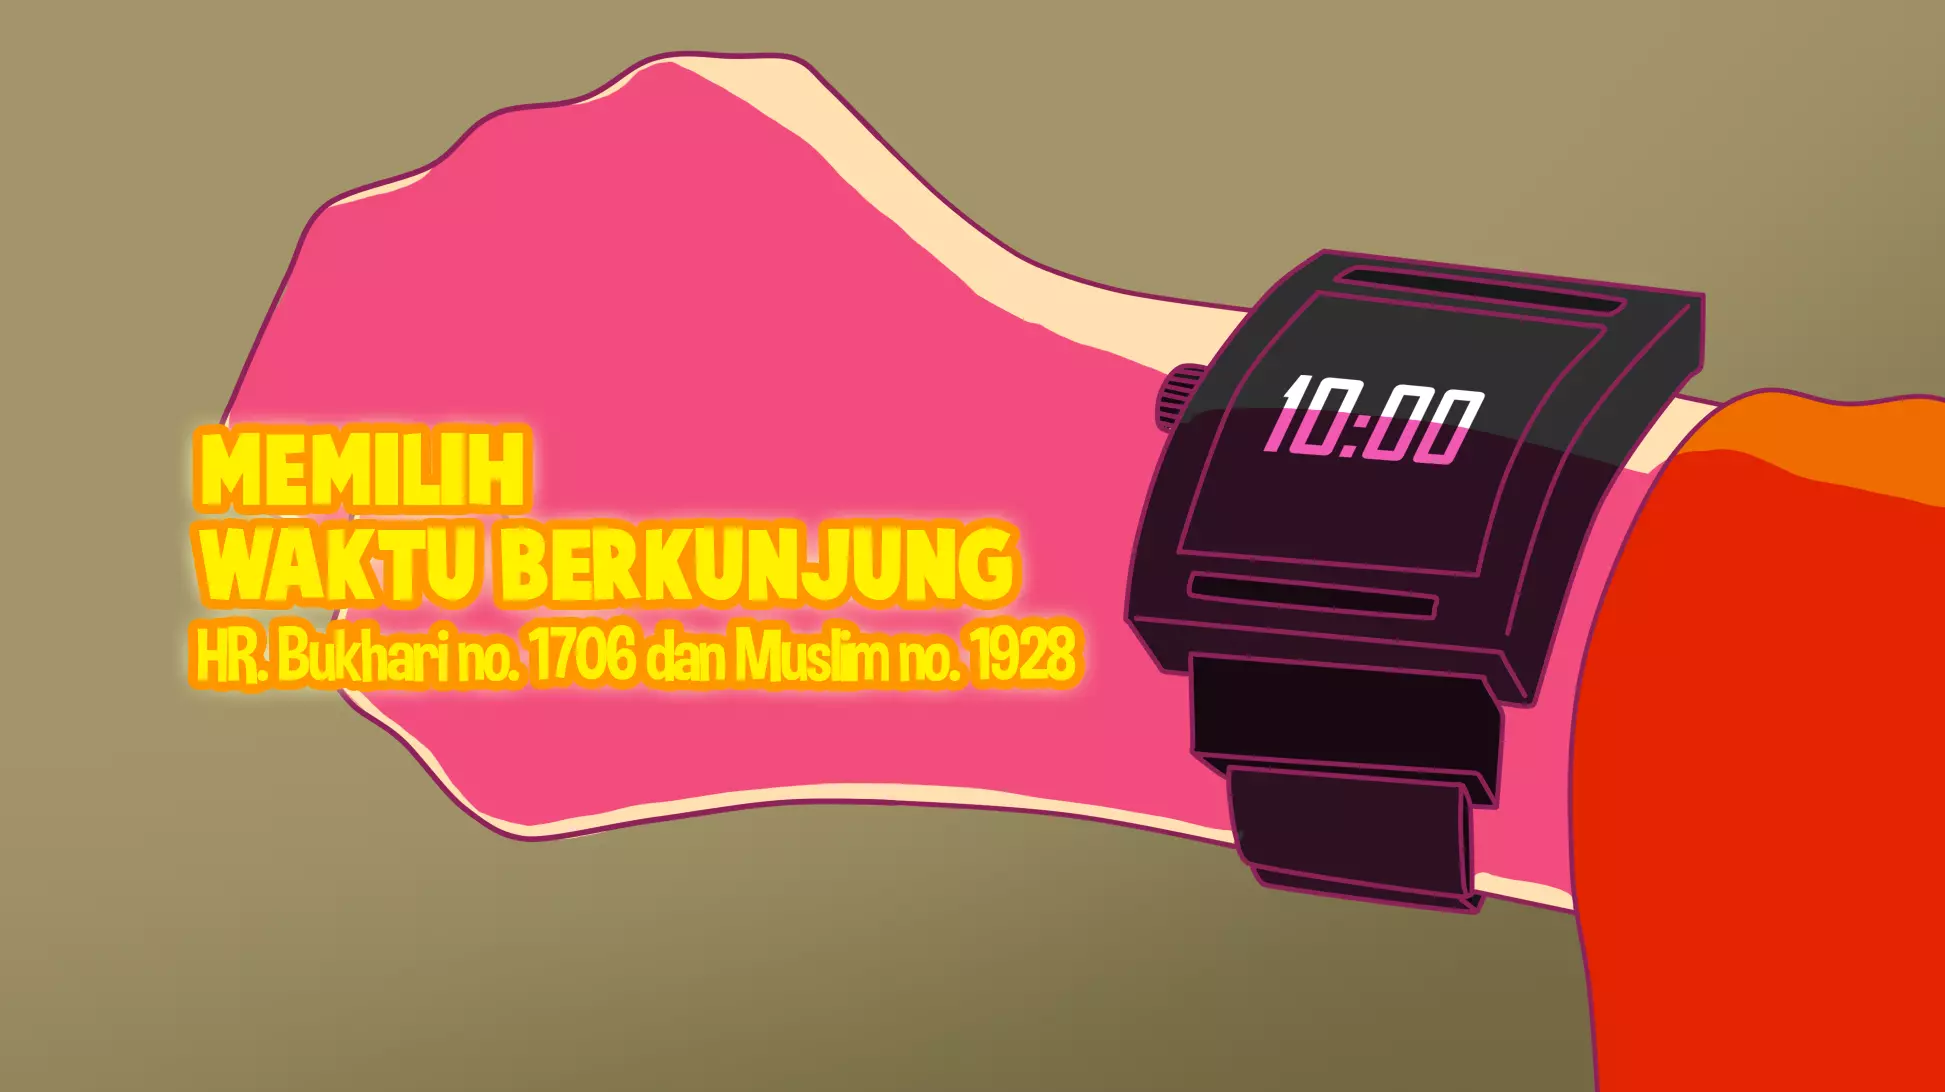 MEMILIH
WAKTU BERKUNJUNG
HR. Bukhari no. 1706 dan Muslim no. 1928
10:00